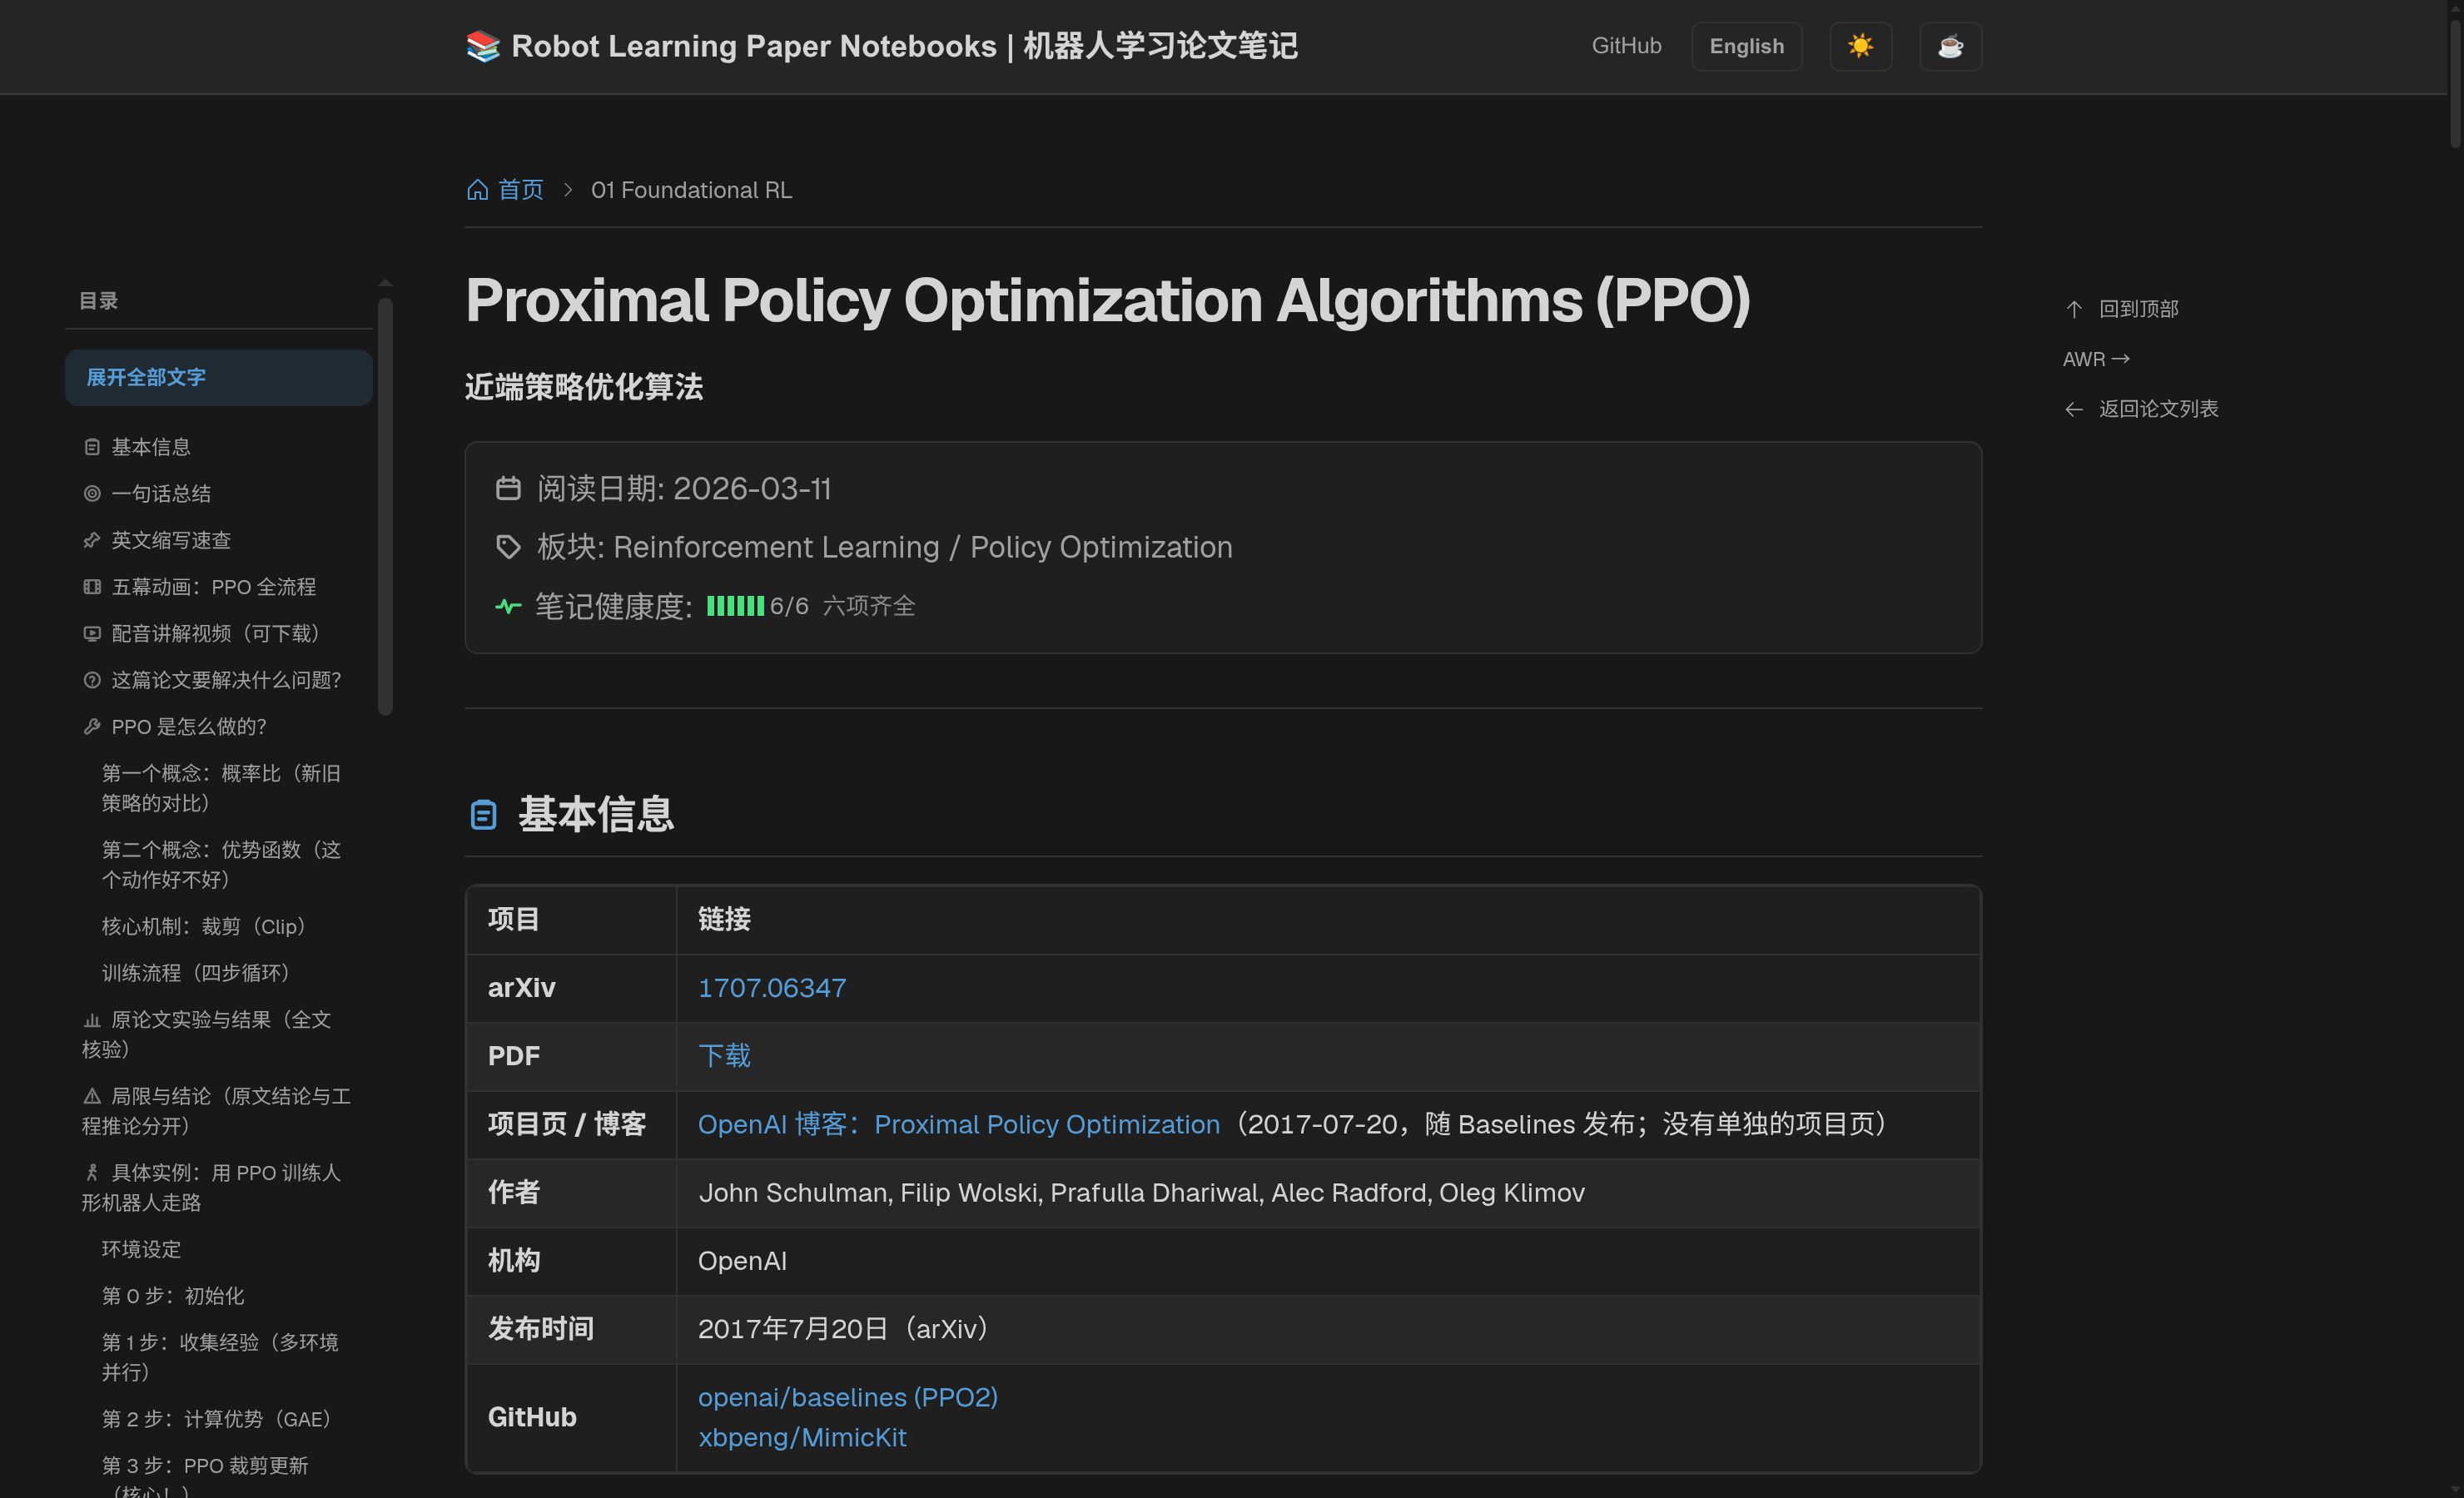 📚 Robot Learning Paper Notebooks | 机器人学习论文笔记
GitHub
English
首页 > 01 Foundational RL
目录
展开全部文字
基本信息
一句话总结
英文缩写速查
五幕动画：PPO 全流程
配音讲解视频（可下载）
这篇论文要解决什么问题？
PPO 是怎么做的？
第一个概念：概率比（新旧
策略的对比）
第二个概念：优势函数（这
个动作好不好）
核心机制：裁剪（Clip）
训练流程（四步循环）
原论文实验与结果（全文
核验）
局限与结论（原文结论与工
程推论分开）
具体实例：用 PPO 训练人
形机器人走路
环境设定
第 0 步：初始化
第 1 步：收集经验（多环境
并行）
第 2 步：计算优势（GAE）
第 3 步：PPO 裁剪更新
（核心！）
Proximal Policy Optimization Algorithms (PPO)
近端策略优化算法
阅读日期: 2026-03-11
板块: Reinforcement Learning / Policy Optimization
笔记健康度: 6/6 六项齐全
基本信息
项目 链接
arXiv 1707.06347
PDF 下载
项目页 / 博客 OpenAI 博客：Proximal Policy Optimization（2017-07-20，随 Baselines 发布；没有单独的项目页）
作者 John Schulman, Filip Wolski, Prafulla Dhariwal, Alec Radford, Oleg Klimov
机构 OpenAI
发布时间 2017年7月20日（arXiv）
GitHub openai/baselines (PPO2)
xbpeng/MimicKit
↑ 回到顶部
AWR →
← 返回论文列表